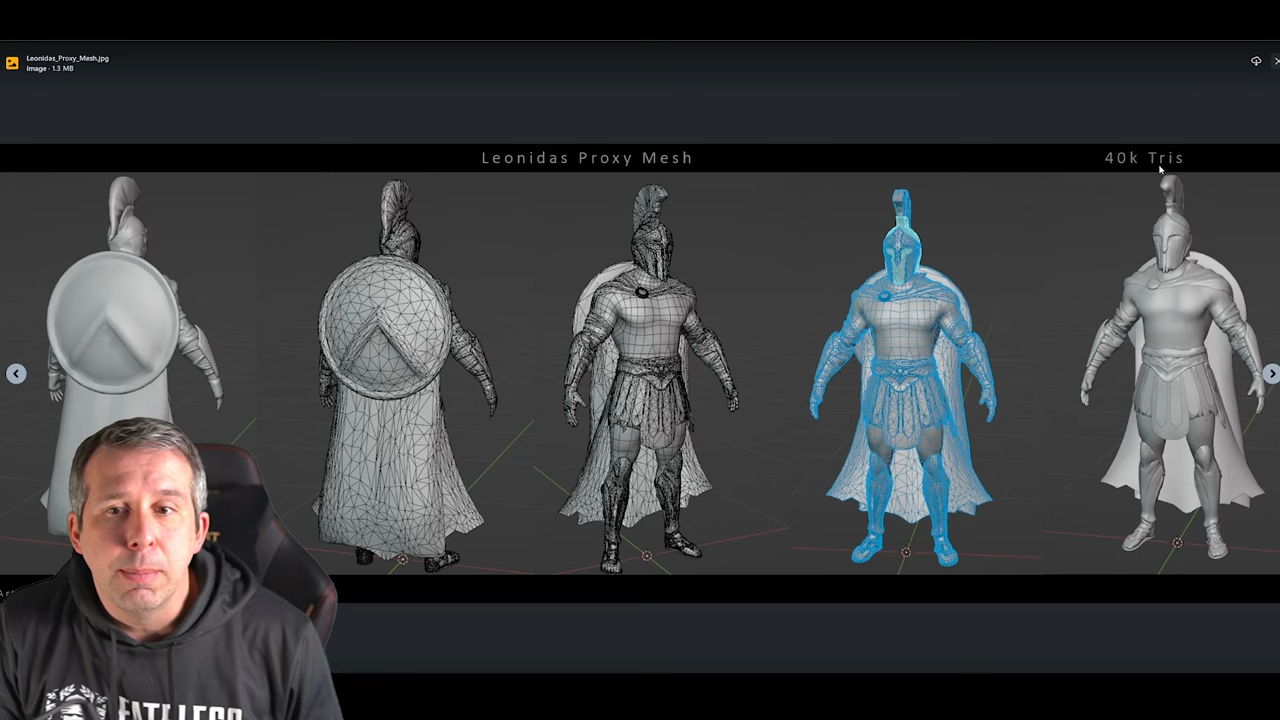 Leonidas_Proxy_Mesh.jpg
Image · 1.3 MB
Leonidas Proxy Mesh
40k Tris